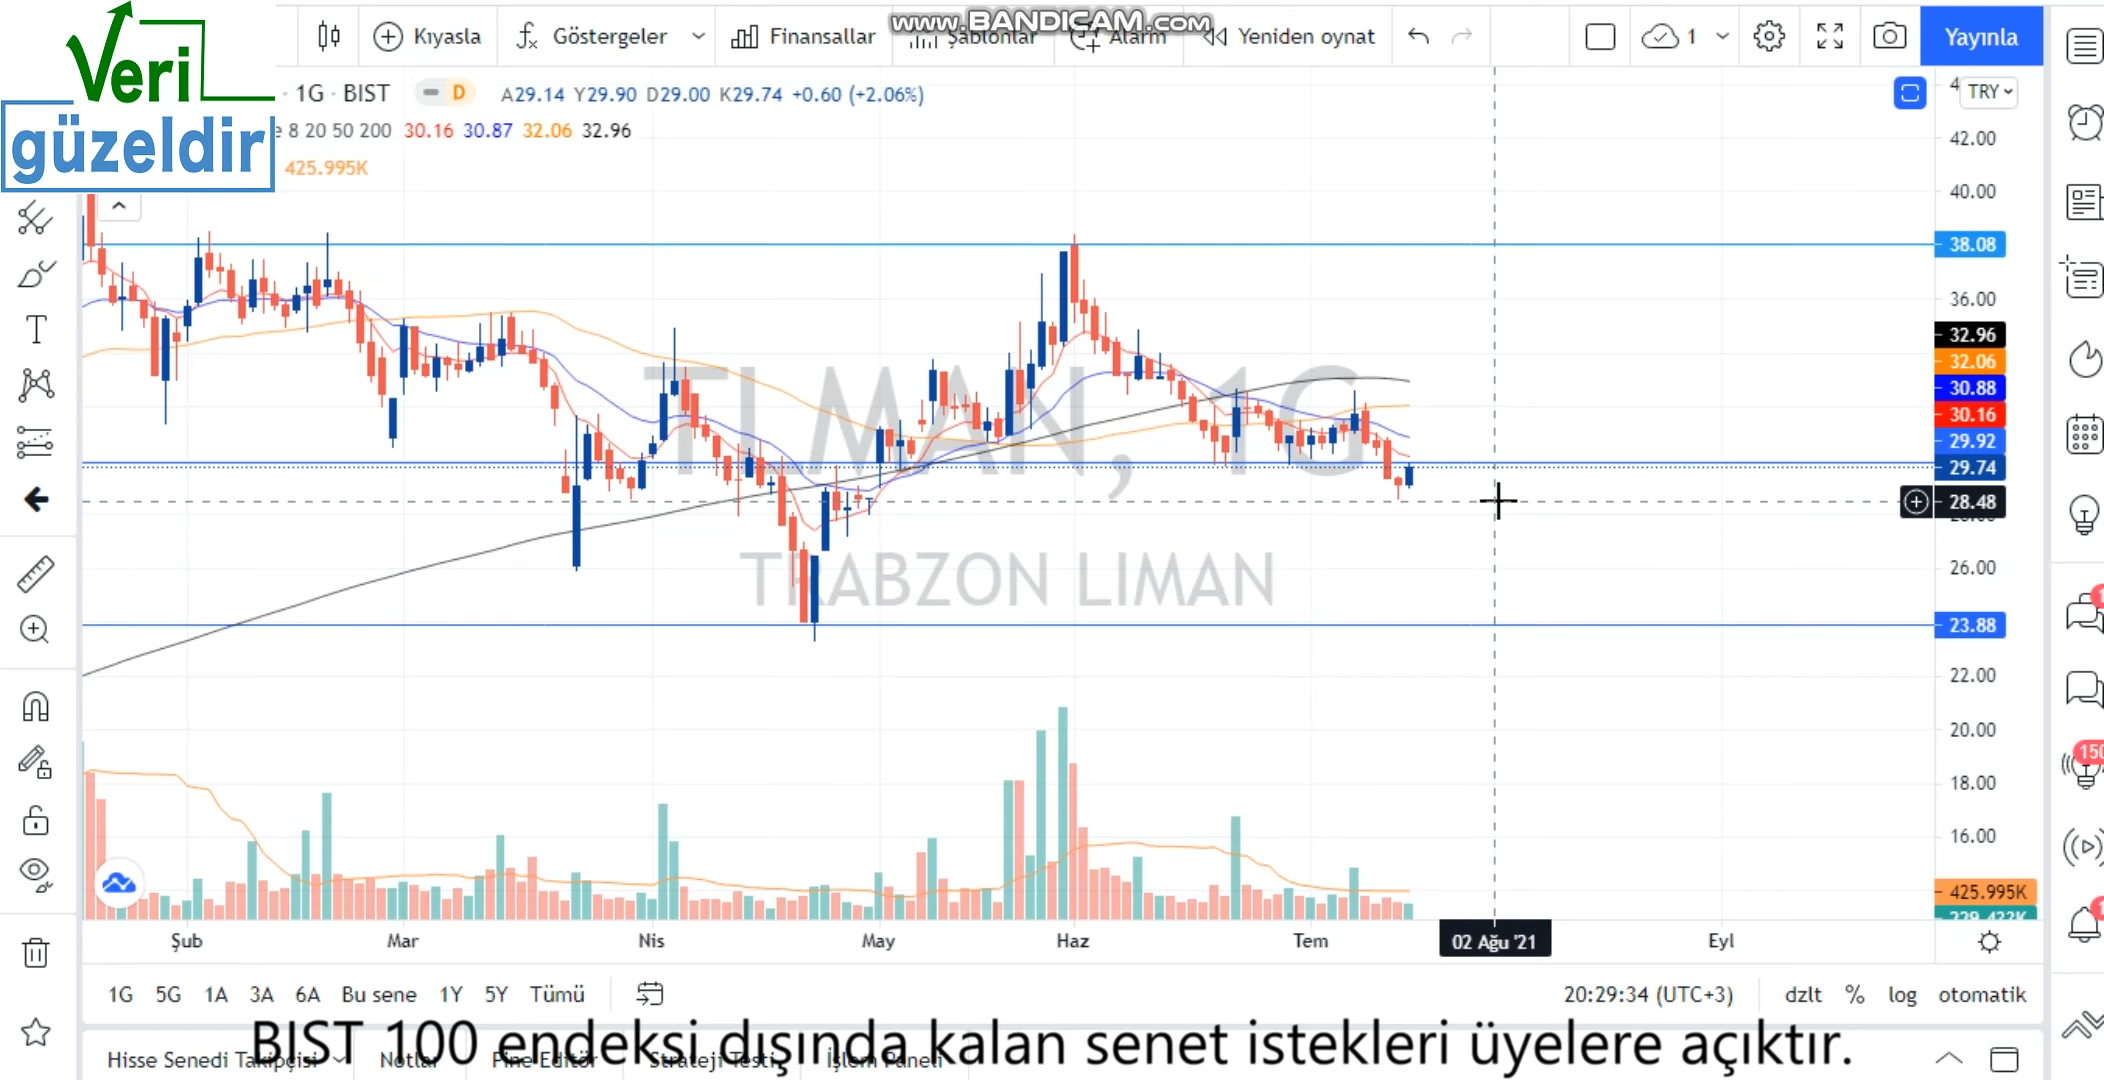 www.BANDICAM.com
Veri
güzeldir
Kıyasla
Göstergeler
Finansallar
Şablonlar
Alarm
Yeniden oynat
1
Yayınla
· 1G · BIST
D
A29.14 Y29.90 D29.00 K29.74 +0.60 (+2.06%)
TRY
e 8 20 50 200 30.16 30.87 32.06 32.96
425.995K
42.00
40.00
38.08
36.00
32.96
32.06
30.88
30.16
29.92
29.74
28.48
26.00
23.88
22.00
20.00
18.00
16.00
425.995K
TLMAN, 1G
TRABZON LIMAN
150
Şub
Mar
Nis
May
Haz
Tem
02 Ağu '21
Eyl
1G 5G 1A 3A 6A Bu sene 1Y 5Y Tümü
20:29:34 (UTC+3)
dzlt % log otomatik
BIST 100 endeksi dışında kalan senet istekleri üyelere açıktır.
Hisse Senedi Takipçisi
Notlar
Pine Editör
Strateji Testi
İşlem Paneli